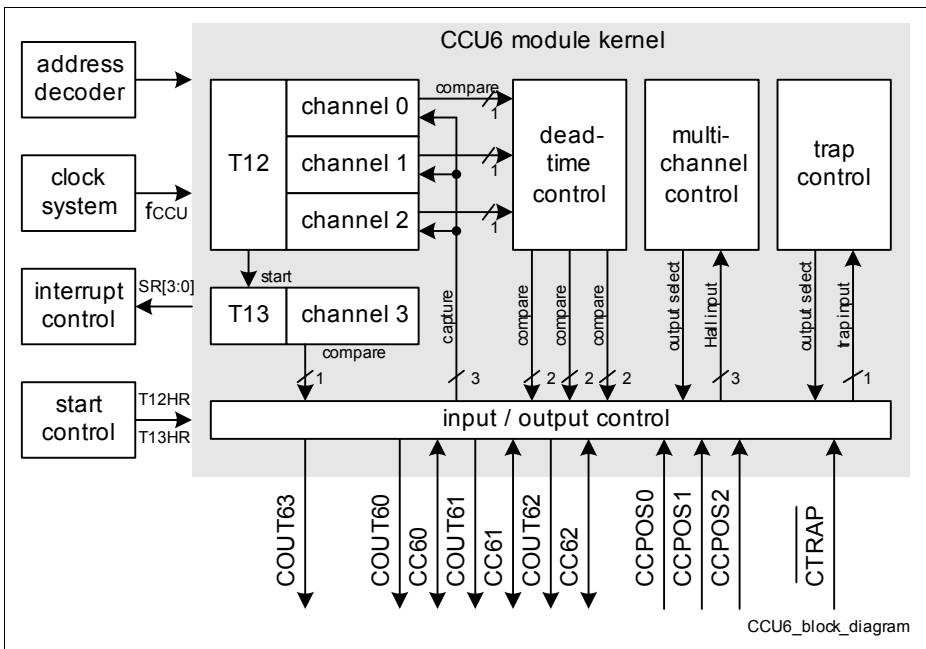 CCU6 module kernel
address
decoder
clock
system
fCCU
interrupt
control
SR[3:0]
start
control
T12HR
T13HR
T12
channel 0
channel 1
channel 2
compare
1
1
1
dead-
time
control
multi-
channel
control
trap
control
start
T13
channel 3
compare
1
capture
3
compare
2
compare
2
compare
2
output select
Hall input
3
output select
trap input
1
input / output control
COUT63
COUT60
CC60
COUT61
CC61
COUT62
CC62
CCPOS0
CCPOS1
CCPOS2
CTRAP
CCU6_block_diagram